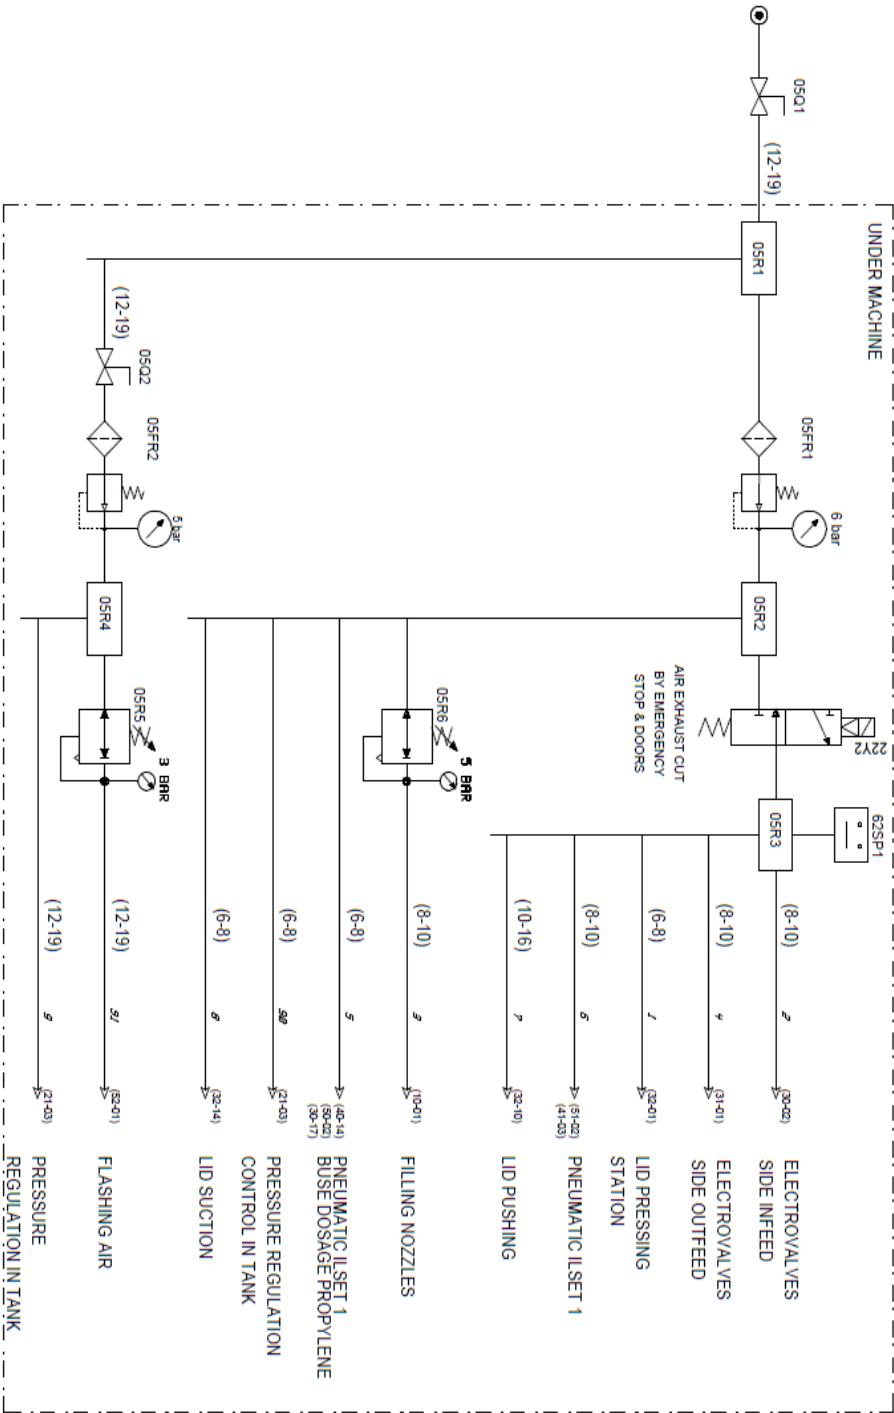 05Q1
(12-19)
UNDER MACHINE
05R1
05FR1
6 bar
05R2
AIR EXHAUST CUT
BY EMERGENCY
STOP & DOORS
22Y2
05R3
62SP1
(8-10)
2
(30-02)
ELECTROVALVES
SIDE INFEED
(8-10)
4
(31-01)
ELECTROVALVES
SIDE OUTFEED
(6-8)
1
(32-01)
LID PRESSING
STATION
(8-10)
6
(51-02)
(41-03)
PNEUMATIC ILSET 1
(10-16)
7
(32-10)
LID PUSHING
05R6
5 BAR
(8-10)
3
(10-01)
FILLING NOZZLES
(6-8)
5
(40-14)
(50-02)
(30-17)
PNEUMATIC ILSET 1
BUSE DOSAGE PROPYLENE
(6-8)
90
(21-03)
PRESSURE REGULATION
CONTROL IN TANK
(6-8)
8
(32-14)
LID SUCTION
(12-19)
05Q2
05FR2
5 bar
05R4
05R5
3 BAR
(12-19)
91
(52-01)
FLASHING AIR
(12-19)
9
(21-03)
PRESSURE
REGULATION IN TANK